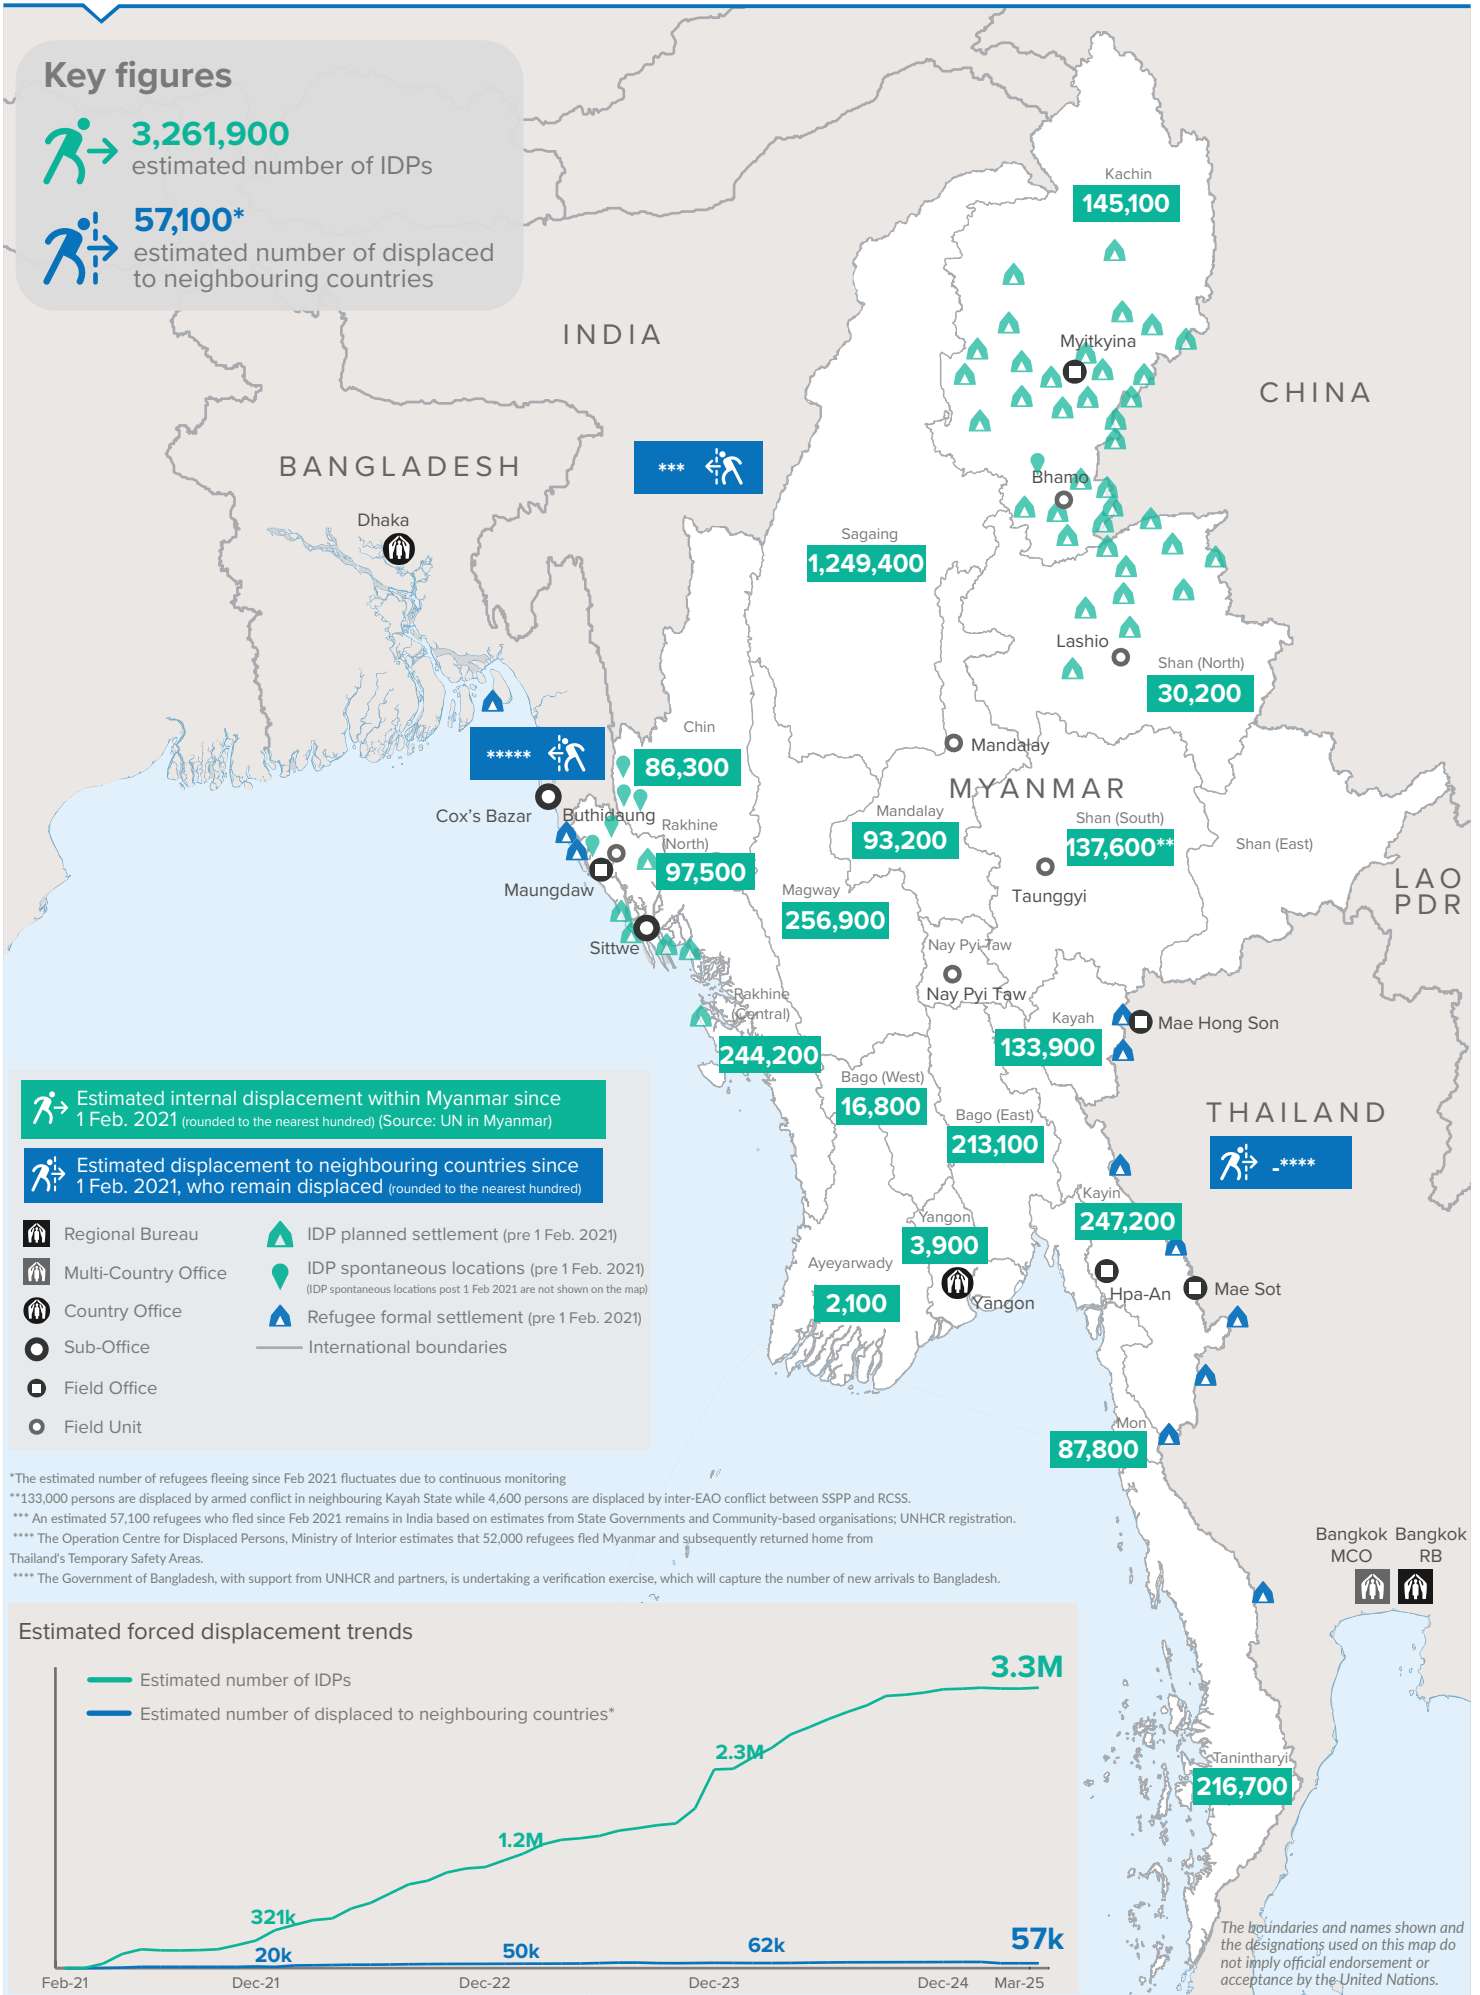 Key figures
3,261,900
estimated number of IDPs
57,100*
estimated number of displaced
to neighbouring countries
INDIA
CHINA
BANGLADESH
Dhaka
***
Kachin
145,100
Myitkyina
Bhamo
Sagaing
1,249,400
Lashio
Shan (North)
30,200
Chin
86,300
*****
Cox's Bazar
Buthidaung
Rakhine
(North)
97,500
Maungdaw
Sittwe
Mandalay
MYANMAR
Mandalay
93,200
Shan (South)
137,600**
Shan (East)
Taunggyi
LAO
PDR
Magway
256,900
Nay Pyi Taw
Nay Pyi Taw
Rakhine
(Central)
244,200
Kayah
133,900
Mae Hong Son
Bago (West)
16,800
Bago (East)
213,100
THAILAND
-****
Kayin
247,200
Yangon
3,900
Yangon
Ayeyarwady
2,100
Hpa-An
Mae Sot
Mon
87,800
Bangkok MCO
Bangkok RB
Tanintharyi
216,700
Estimated internal displacement within Myanmar since
1 Feb. 2021 (rounded to the nearest hundred) (Source: UN in Myanmar)
Estimated displacement to neighbouring countries since
1 Feb. 2021, who remain displaced (rounded to the nearest hundred)
Regional Bureau
Multi-Country Office
Country Office
Sub-Office
Field Office
Field Unit
IDP planned settlement (pre 1 Feb. 2021)
IDP spontaneous locations (pre 1 Feb. 2021)
(IDP spontaneous locations post 1 Feb 2021 are not shown on the map)
Refugee formal settlement (pre 1 Feb. 2021)
International boundaries
*The estimated number of refugees fleeing since Feb 2021 fluctuates due to continuous monitoring
**133,000 persons are displaced by armed conflict in neighbouring Kayah State while 4,600 persons are displaced by inter-EAO conflict between SSPP and RCSS.
*** An estimated 57,100 refugees who fled since Feb 2021 remains in India based on estimates from State Governments and Community-based organisations; UNHCR registration.
**** The Operation Centre for Displaced Persons, Ministry of Interior estimates that 52,000 refugees fled Myanmar and subsequently returned home from
Thailand's Temporary Safety Areas.
**** The Government of Bangladesh, with support from UNHCR and partners, is undertaking a verification exercise, which will capture the number of new arrivals to Bangladesh.
Estimated forced displacement trends
Estimated number of IDPs
Estimated number of displaced to neighbouring countries*
3.3M
2.3M
1.2M
321k
20k
50k
62k
57k
Feb-21
Dec-21
Dec-22
Dec-23
Dec-24
Mar-25
The boundaries and names shown and
the designations used on this map do
not imply official endorsement or
acceptance by the United Nations.